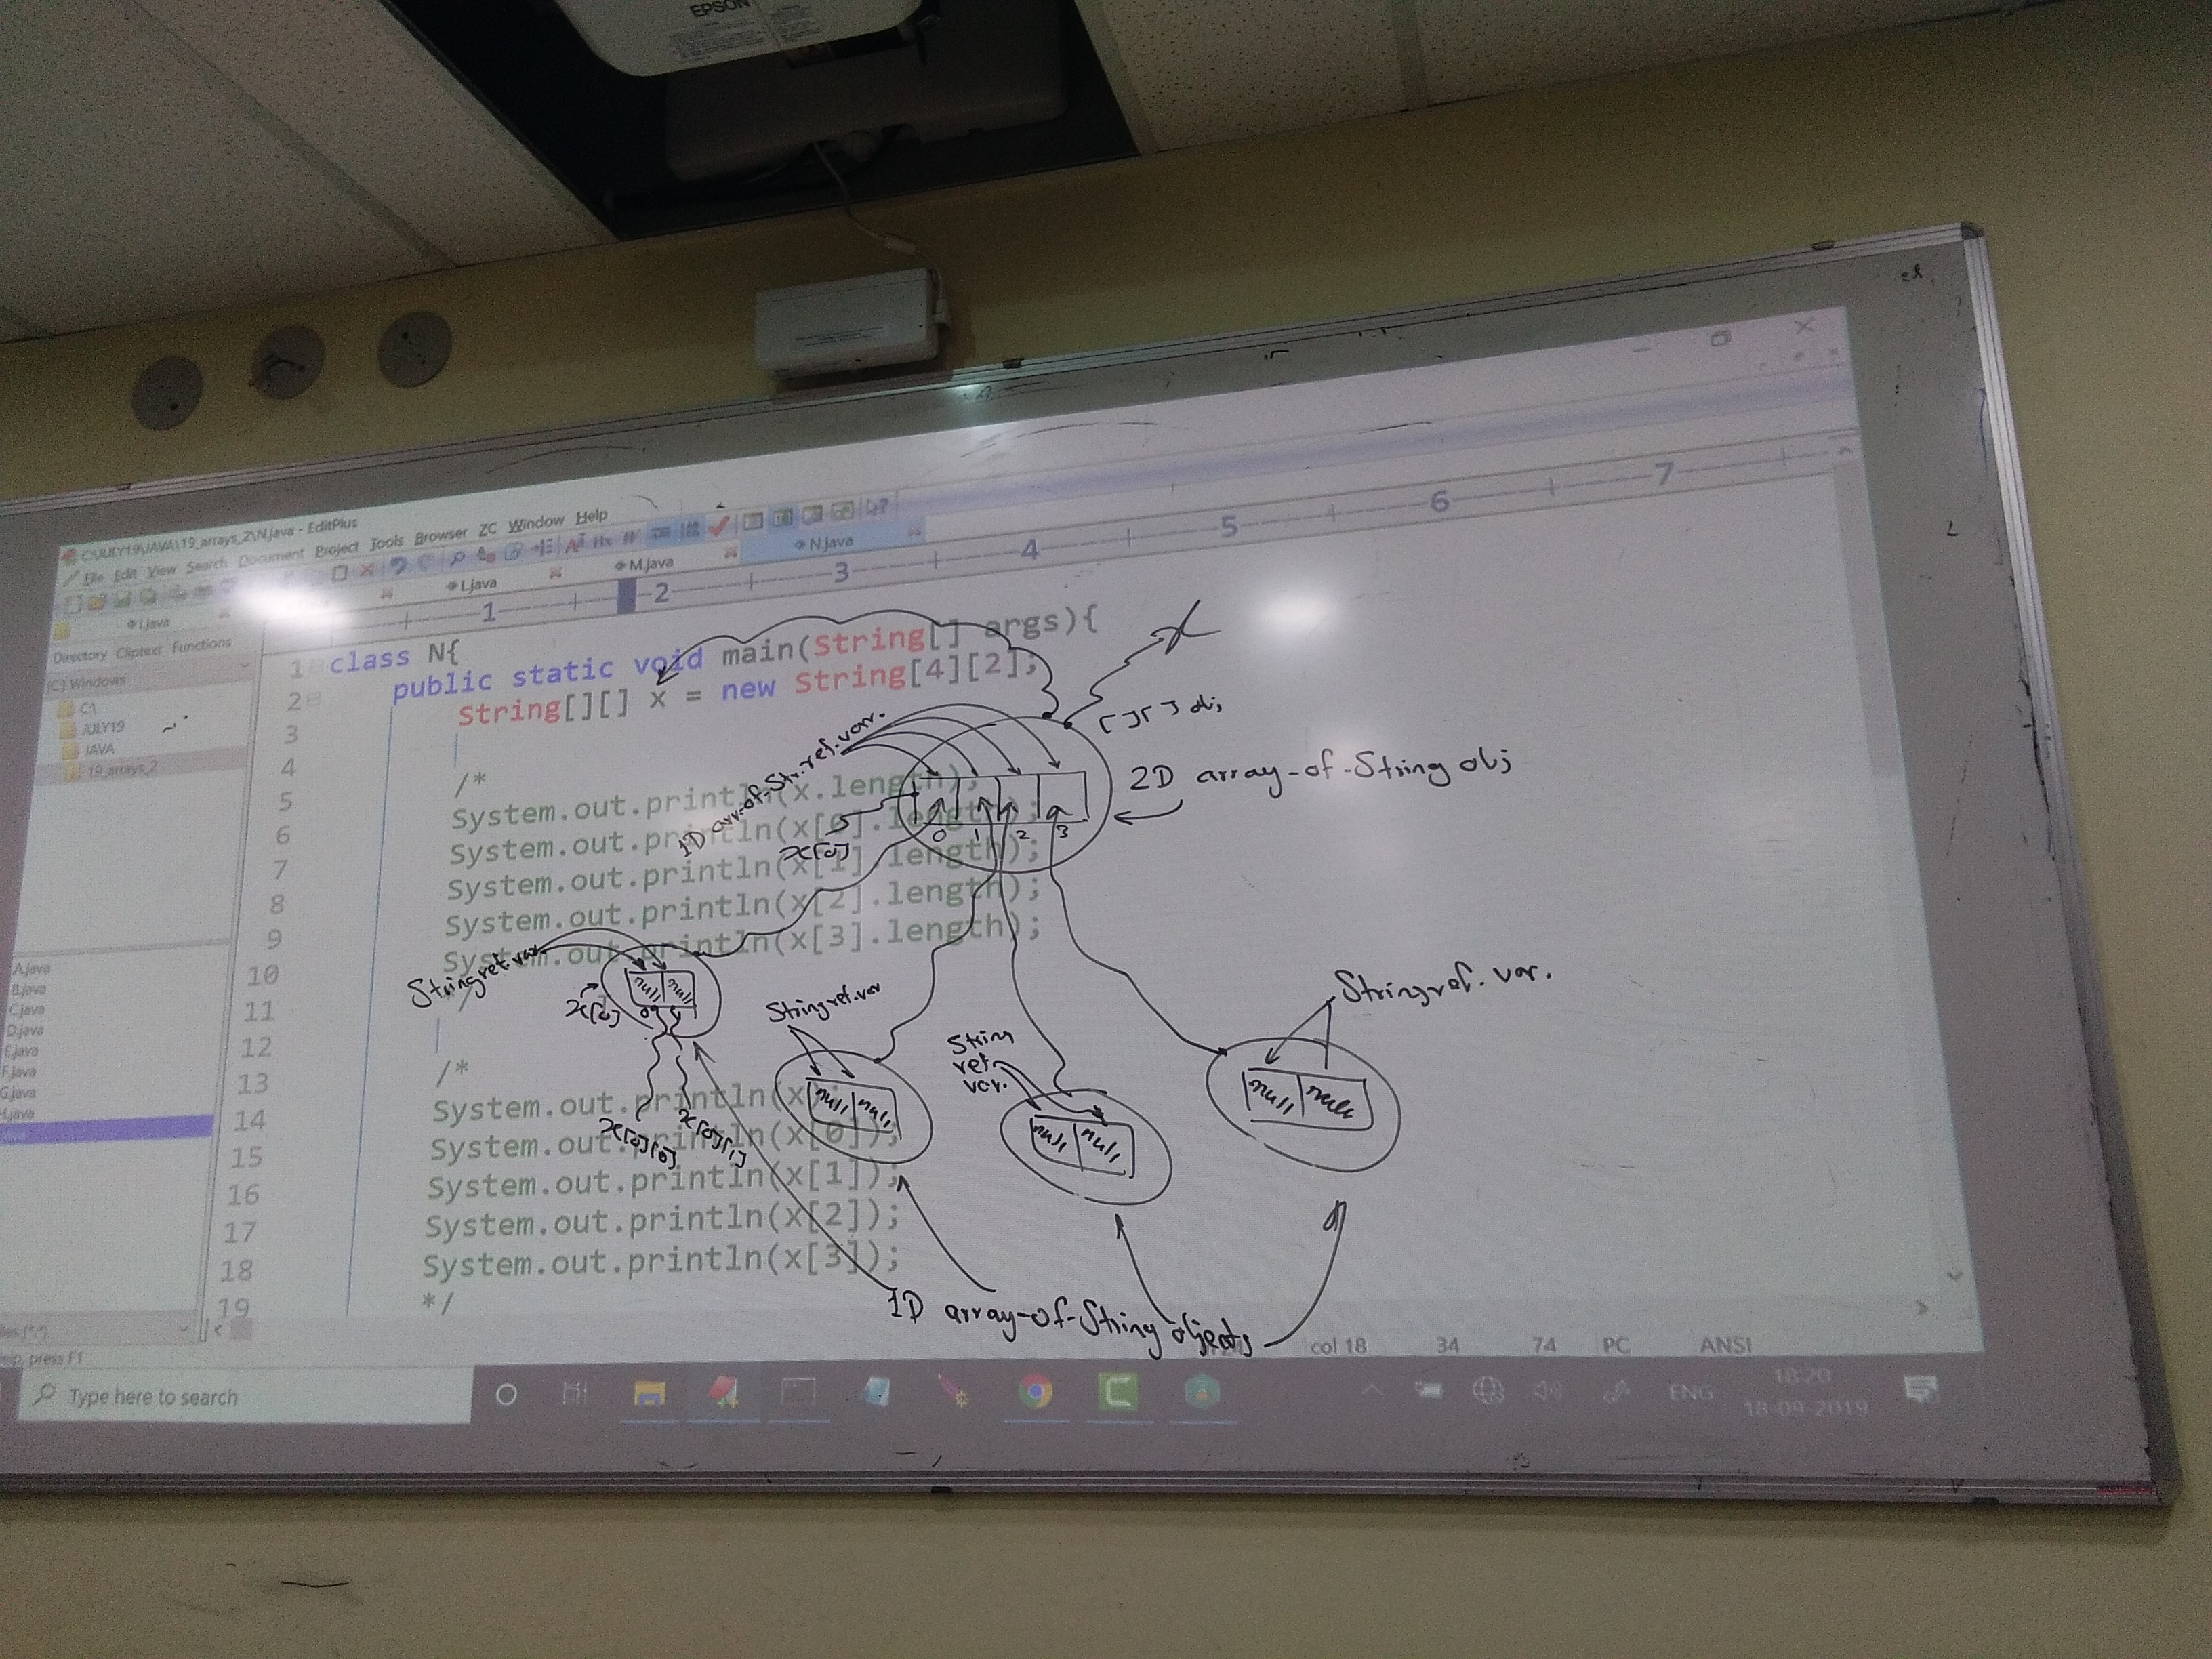 EPSON
C:\JULY19\JAVA\19_arrays_2\N.java - EditPlus
File Edit View Search Document Project Tools Browser ZC Window Help
I.java
L.java
M.java
N.java
Directory Cliptext Functions
[C:] Windows
C:\
JULY19
JAVA
19_arrays_2
A.java
B.java
C.java
D.java
E.java
F.java
G.java
H.java
1 2 3 4 5 6 7
1 class N{
2 public static void main(String[] args){
3 String[][] x = new String[4][2];
4
5 /*
6 System.out.println(x.length);
7 System.out.println(x[0].length);
8 System.out.println(x[1].length);
9 System.out.println(x[2].length);
10 System.out.println(x[3].length);
11 */
12
13 /*
14 System.out.println(x);
15 System.out.println(x[0]);
16 System.out.println(x[1]);
17 System.out.println(x[2]);
18 System.out.println(x[3]);
19 */
x
[][] obj
2D array-of-String obj
1D arr.of-Str.ref.var.
x[0]
0 1 2 3
String ref. var.
x[0]
null null
0 1
x[0][0]
x[0][1]
String ref.var
null null
String
ref.
var.
null null
String ref. var.
null null
1D array-of-String objects
col 18 34 74 PC ANSI
help, press F1
Type here to search
ENG
18:20
18-09-2019